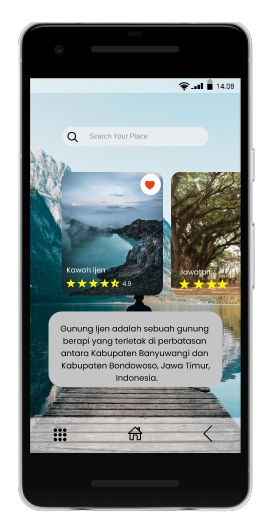 14.08
Search Your Place
Kawah Ijen
4.9
Jawatan
Gunung Ijen adalah sebuah gunung
berapi yang terletak di perbatasan
antara Kabupaten Banyuwangi dan
Kabupaten Bondowoso, Jawa Timur,
Indonesia.